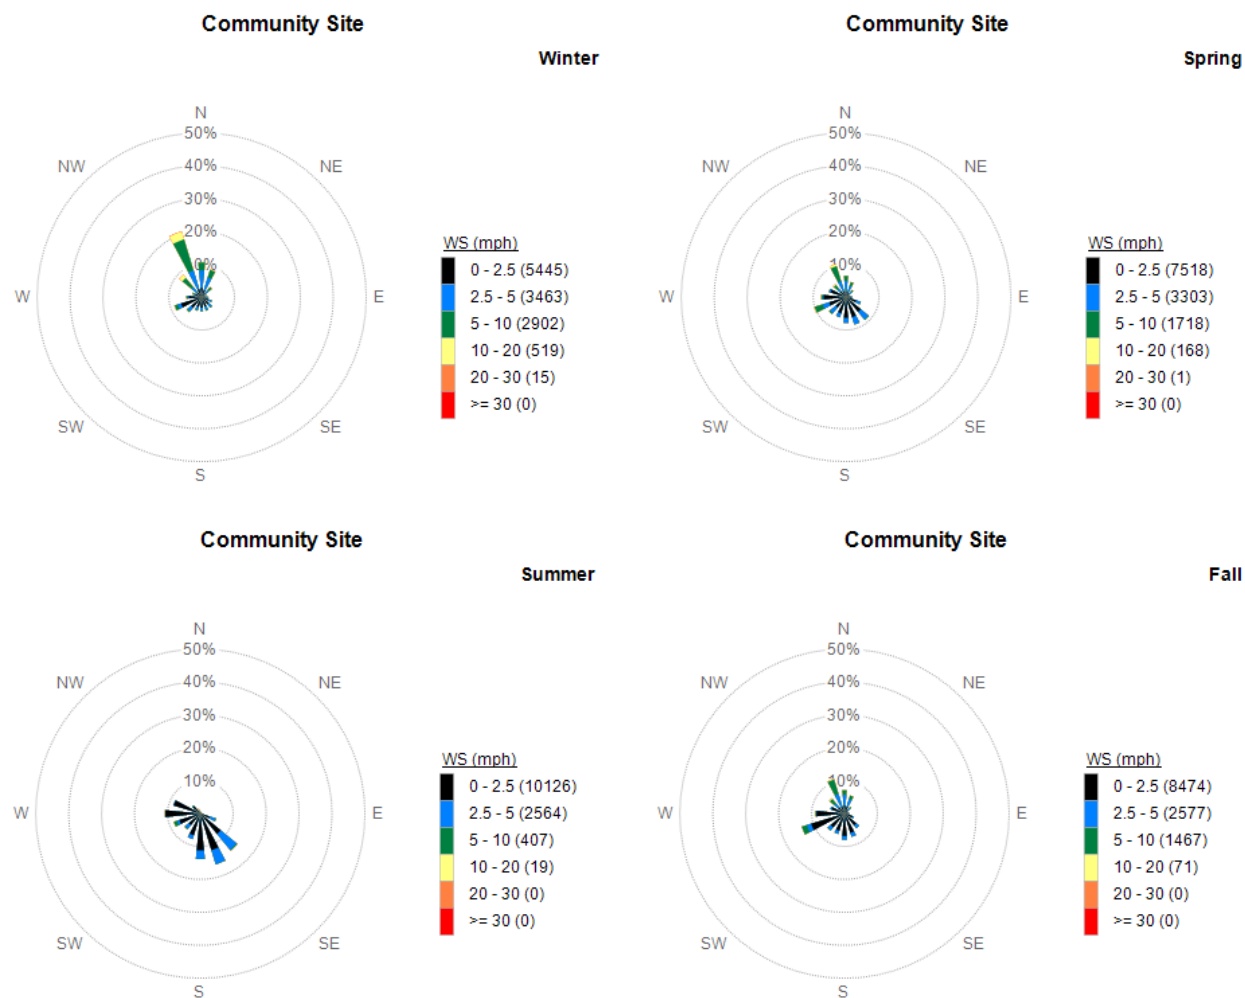 Community Site
Winter
N
50%
40%
30%
20%
0%
NW
NE
W
E
SW
SE
S
WS (mph)
0 - 2.5 (5445)
2.5 - 5 (3463)
5 - 10 (2902)
10 - 20 (519)
20 - 30 (15)
>= 30 (0)
Community Site
Spring
N
50%
40%
30%
20%
10%
NW
NE
W
E
SW
SE
S
WS (mph)
0 - 2.5 (7518)
2.5 - 5 (3303)
5 - 10 (1718)
10 - 20 (168)
20 - 30 (1)
>= 30 (0)
Community Site
Summer
N
50%
40%
30%
20%
10%
NW
NE
W
E
SW
SE
S
WS (mph)
0 - 2.5 (10126)
2.5 - 5 (2564)
5 - 10 (407)
10 - 20 (19)
20 - 30 (0)
>= 30 (0)
Community Site
Fall
N
50%
40%
30%
20%
10%
NW
NE
W
E
SW
SE
S
WS (mph)
0 - 2.5 (8474)
2.5 - 5 (2577)
5 - 10 (1467)
10 - 20 (71)
20 - 30 (0)
>= 30 (0)